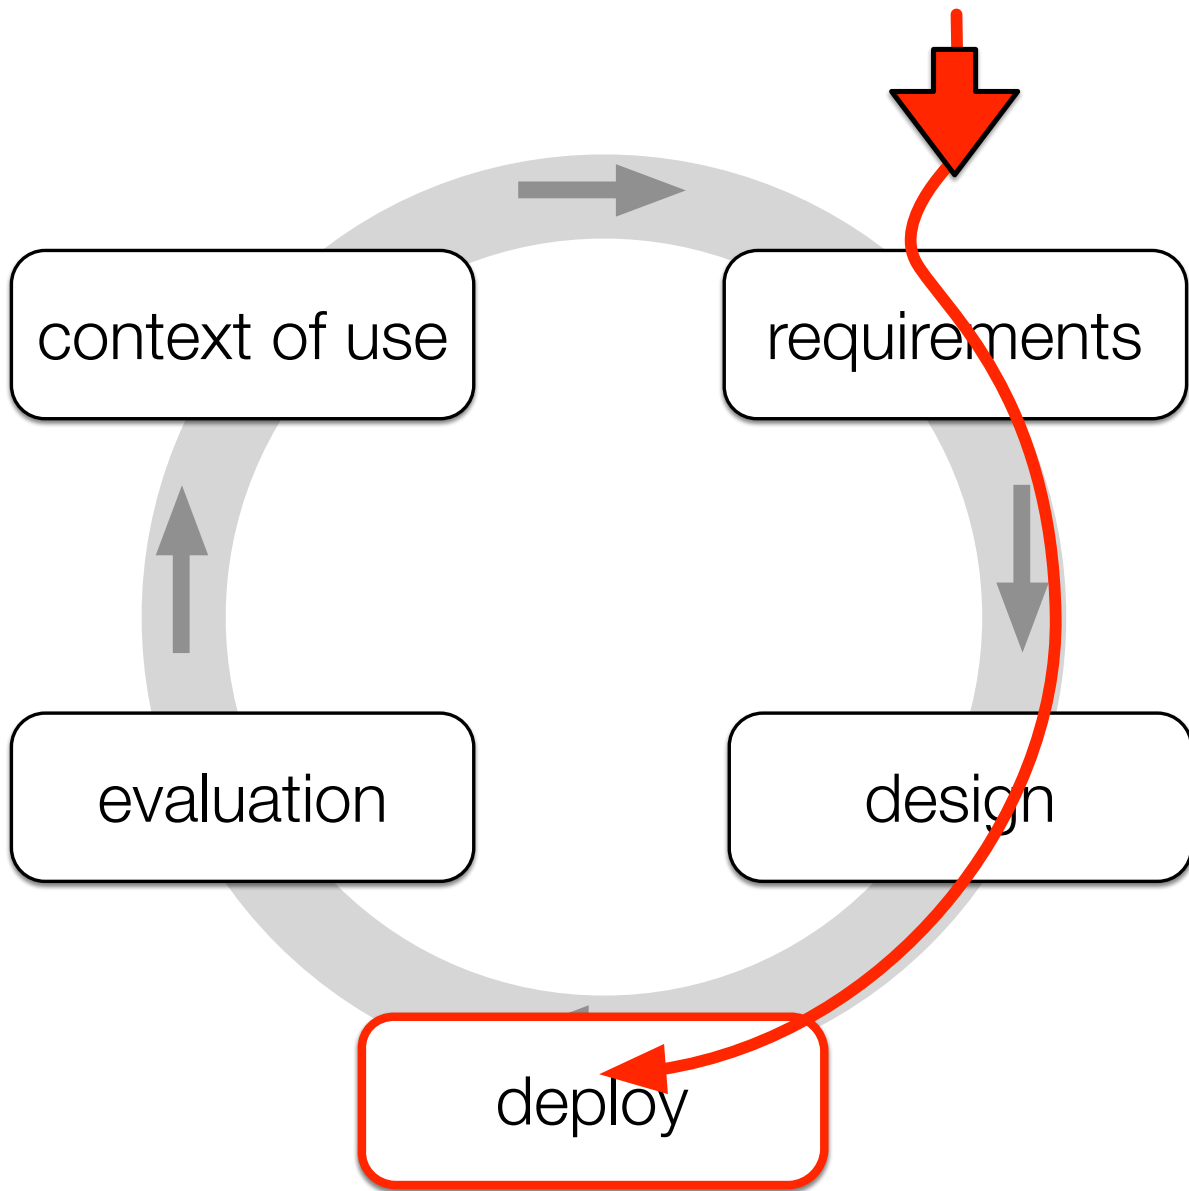 context of use
requirements
evaluation
design
deploy